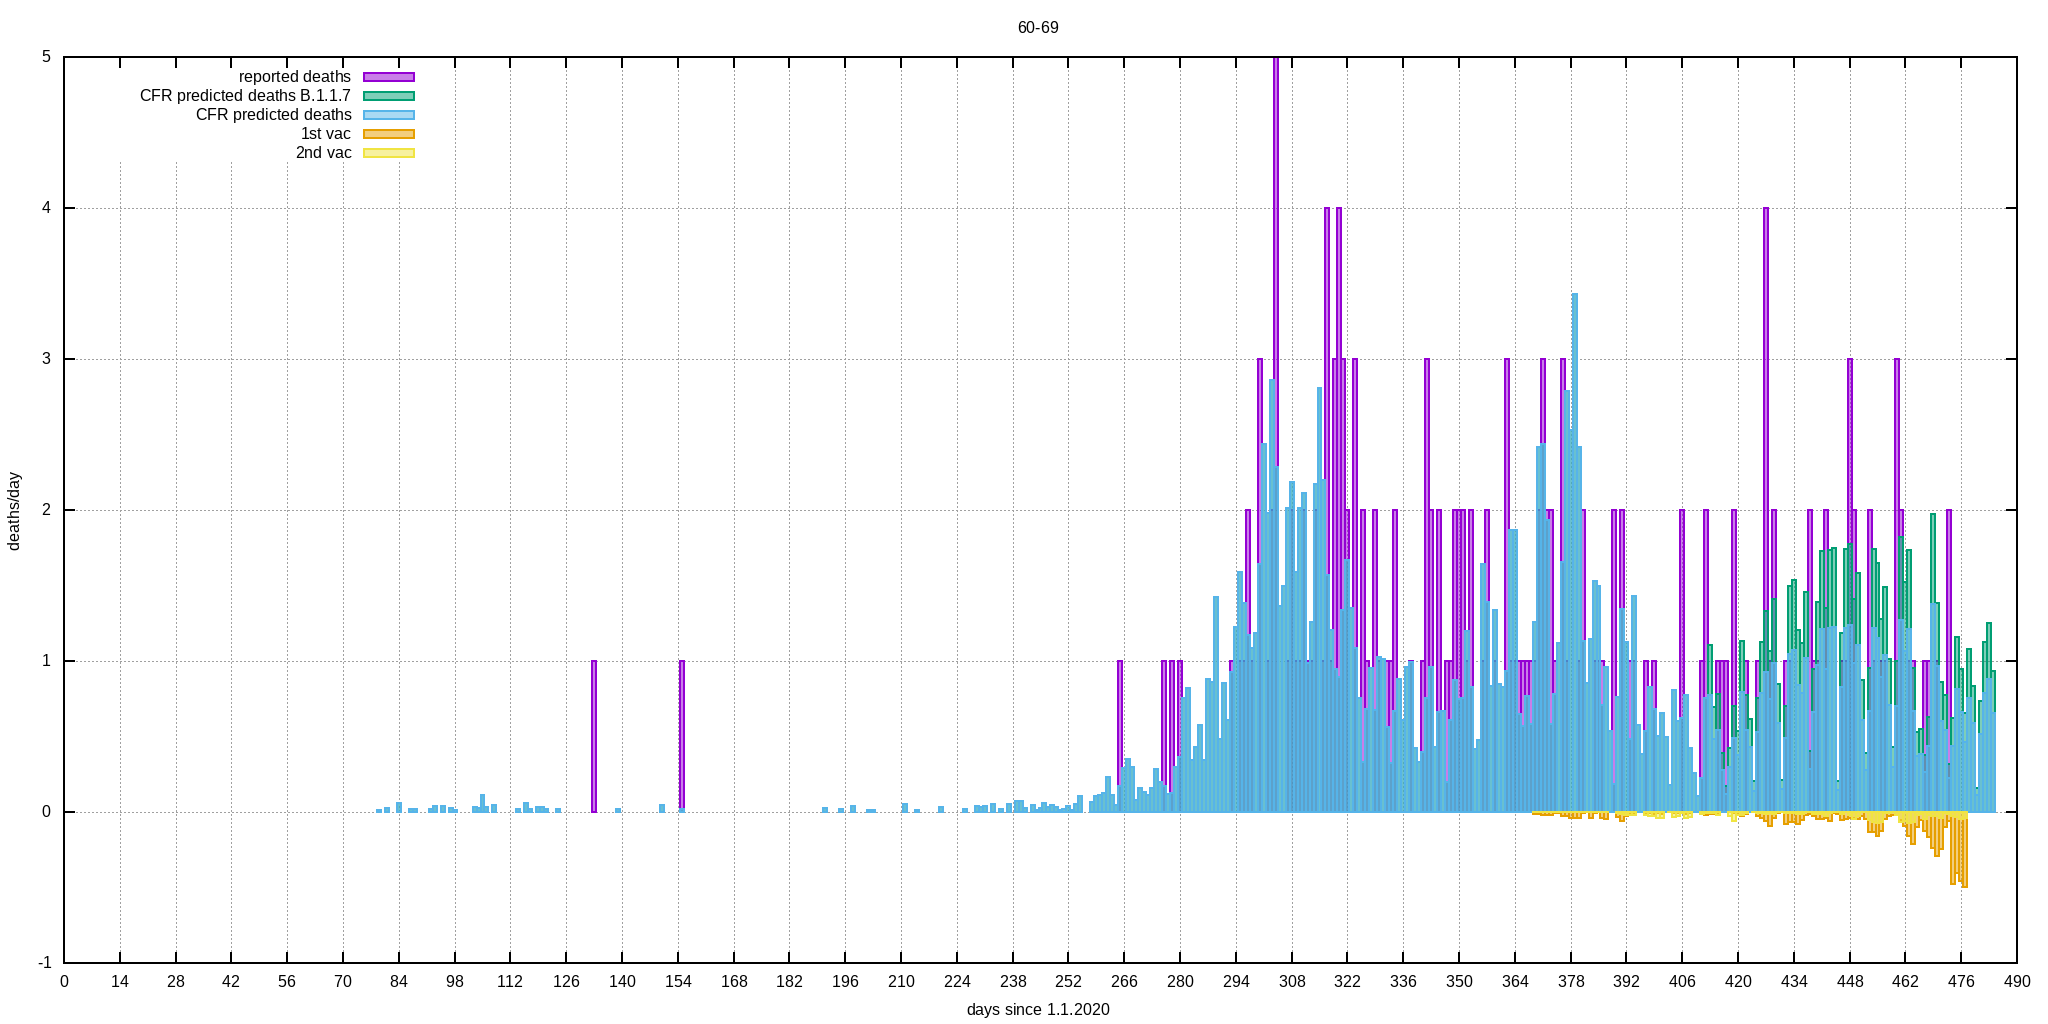 60-69
5
4
3
2
1
0
-1
deaths/day
reported deaths
CFR predicted deaths B.1.1.7
CFR predicted deaths
1st vac
2nd vac
0 14 28 42 56 70 84 98 112 126 140 154 168 182 196 210 224 238 252 266 280 294 308 322 336 350 364 378 392 406 420 434 448 462 476 490
days since 1.1.2020